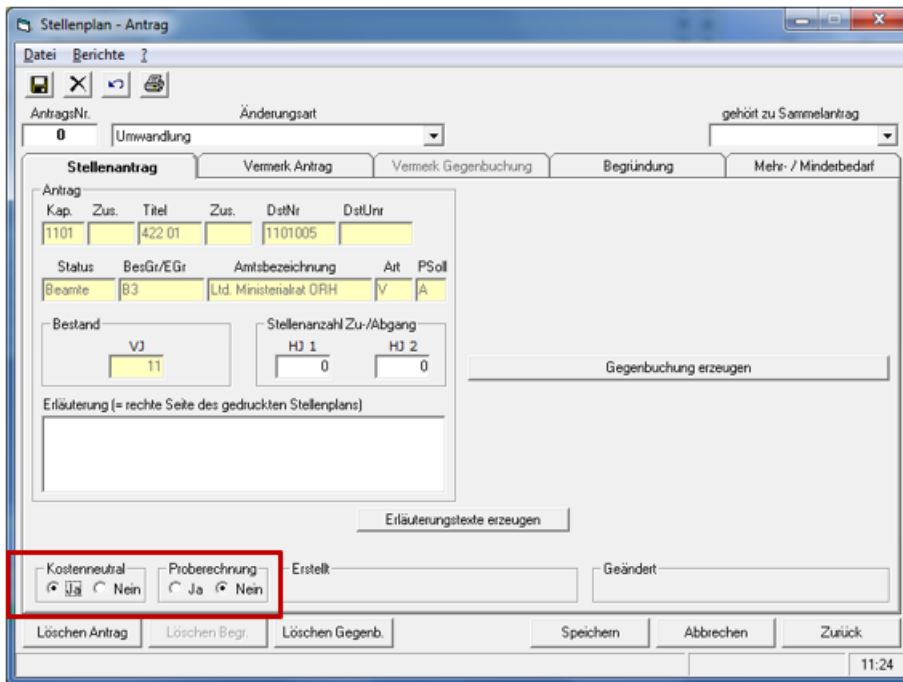 Stellenplan - Antrag
Datei Berichte ?
AntragsNr. Änderungsart gehört zu Sammelantrag
0 Umwandlung
Stellenantrag Vermerk Antrag Vermerk Gegenbuchung Begründung Mehr- / Minderbedarf
Antrag
Kap. Zus. Titel Zus. DstNr DstUnr
1101 422 01 1101005
Status BesGr/EGr Amtsbezeichnung Art PSoll
Beamte B3 Ltd. Ministerialrat ORH V A
Bestand Stellenanzahl Zu-/Abgang
VJ HJ 1 HJ 2
11 0 0
Gegenbuchung erzeugen
Erläuterung (= rechte Seite des gedruckten Stellenplans)
Erläuterungstexte erzeugen
Kostenneutral Proberechnung Erstellt Geändert
Ja Nein Ja Nein
Löschen Antrag Löschen Begr. Löschen Gegenb. Speichern Abbrechen Zurück
11:24